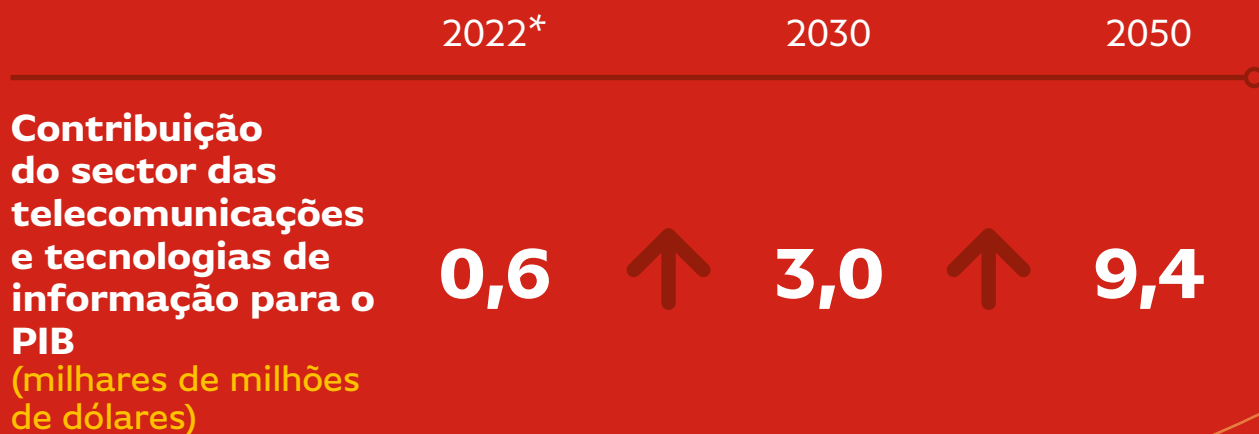 2022* 2030 2050
Contribuição
do sector das
telecomunicações
e tecnologias de
informação para o
PIB
(milhares de milhões
de dólares)
0,6 3,0 9,4